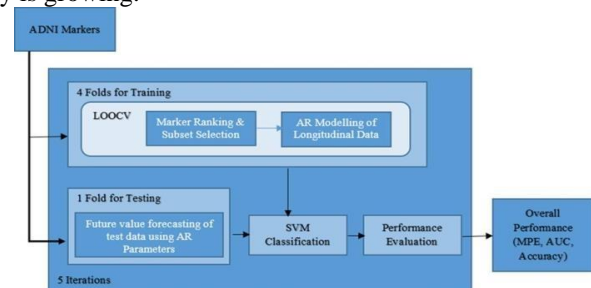 y is growing.
ADNI Markers
4 Folds for Training
LOOCV
Marker Ranking &
Subset Selection
AR Modelling of
Longitudinal Data
1 Fold for Testing
Future value forecasting of
test data using AR
Parameters
SVM
Classification
Performance
Evaluation
Overall
Performance
(MPE, AUC,
Accuracy)
5 Iterations